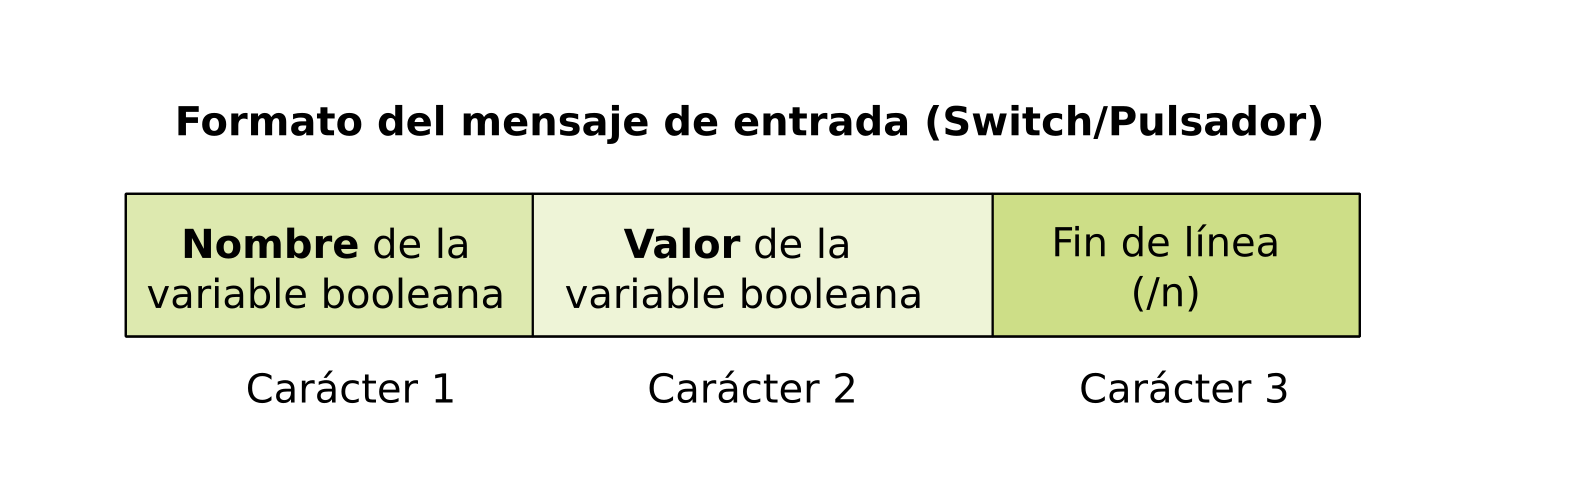 Formato del mensaje de entrada (Switch/Pulsador)
Nombre de la
variable booleana
Valor de la
variable booleana
Fin de línea
(/n)
Carácter 1
Carácter 2
Carácter 3